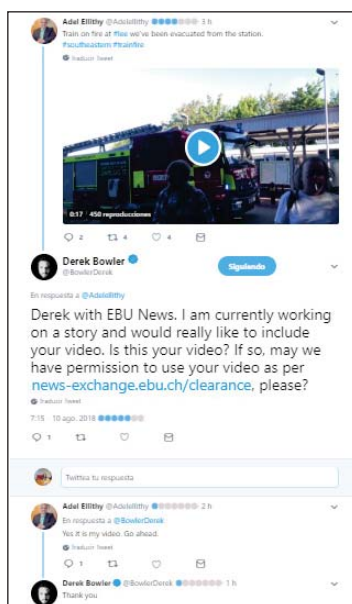 Adel Ellithy @Adelellithy 3 h
Train on fire at #lee we've been evacuated from the station.
#southeastern #trainfire
Traducir Tweet
0:17 450 reproducciones
2 4 4
Derek Bowler
@BowlerDerek
Siguiendo
En respuesta a @Adelellithy
Derek with EBU News. I am currently working
on a story and would really like to include
your video. Is this your video? If so, may we
have permission to use your video as per
news-exchange.ebu.ch/clearance, please?
Traducir Tweet
7:15 - 10 ago. 2018
1
Twittea tu respuesta
Adel Ellithy @Adelellithy 2 h
En respuesta a @BowlerDerek
Yes it is my video. Go ahead.
Traducir Tweet
1
Derek Bowler @BowlerDerek 1 h
Thank you